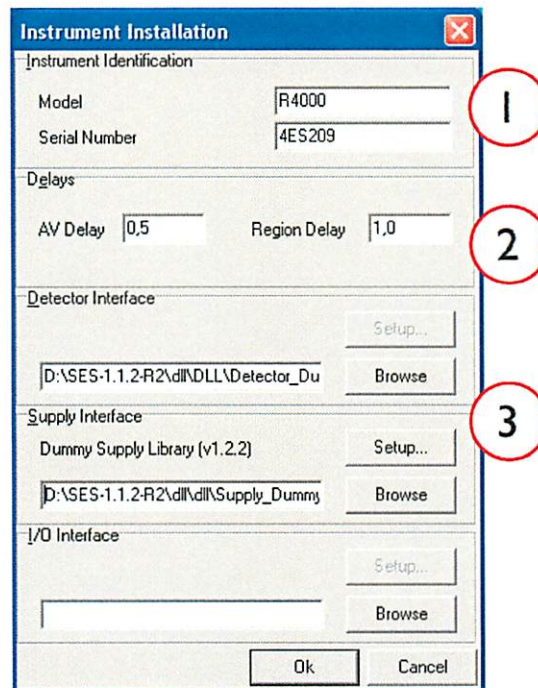 Instrument Installation
Instrument Identification
Model R4000
Serial Number 4ES209
1
Delays
AV Delay 0,5 Region Delay 1,0
2
Detector Interface
Setup...
D:\SES-1.1.2-R2\dll\DLL\Detector_Du Browse
3
Supply Interface
Dummy Supply Library (v1.2.2) Setup...
D:\SES-1.1.2-R2\dll\dll\Supply_Dummy Browse
I/O Interface
Setup...
Browse
Ok Cancel